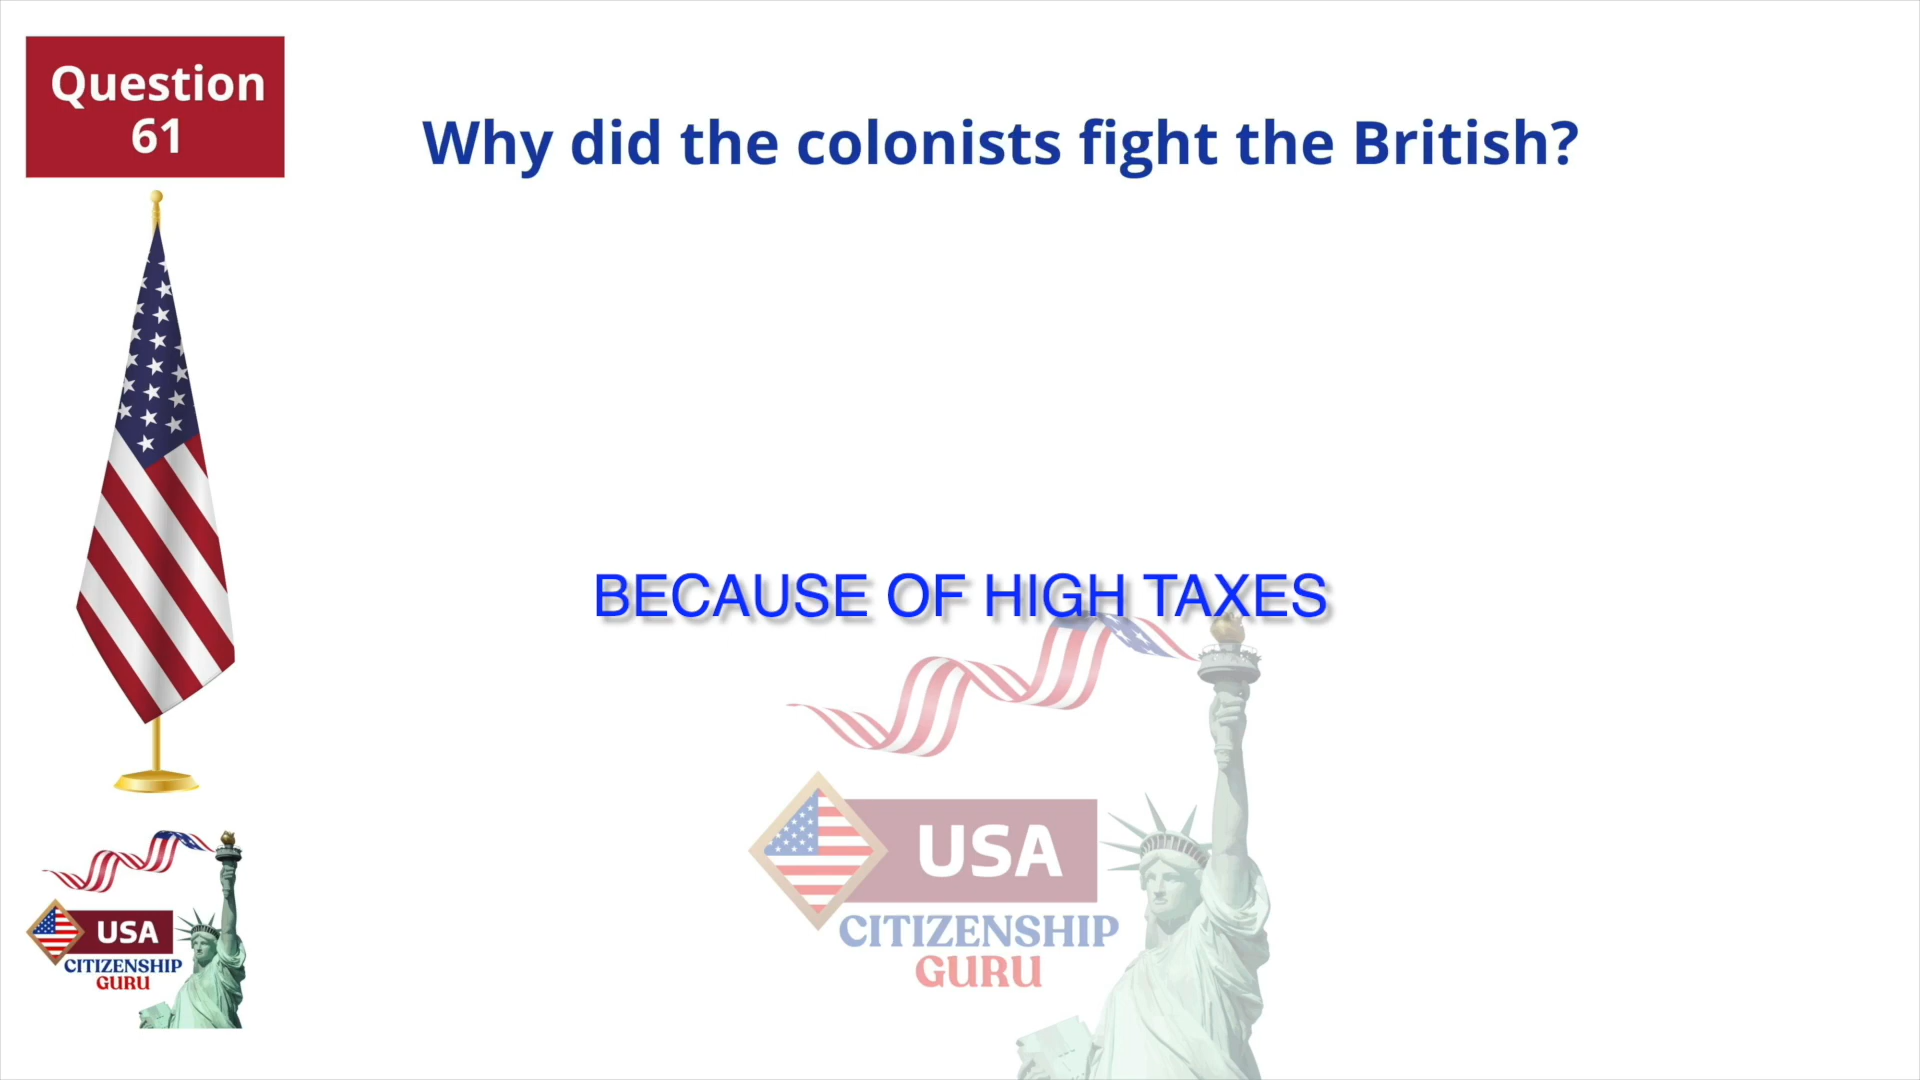 Question
61
Why did the colonists fight the British?
BECAUSE OF HIGH TAXES
USA
CITIZENSHIP
GURU
USA
CITIZENSHIP
GURU